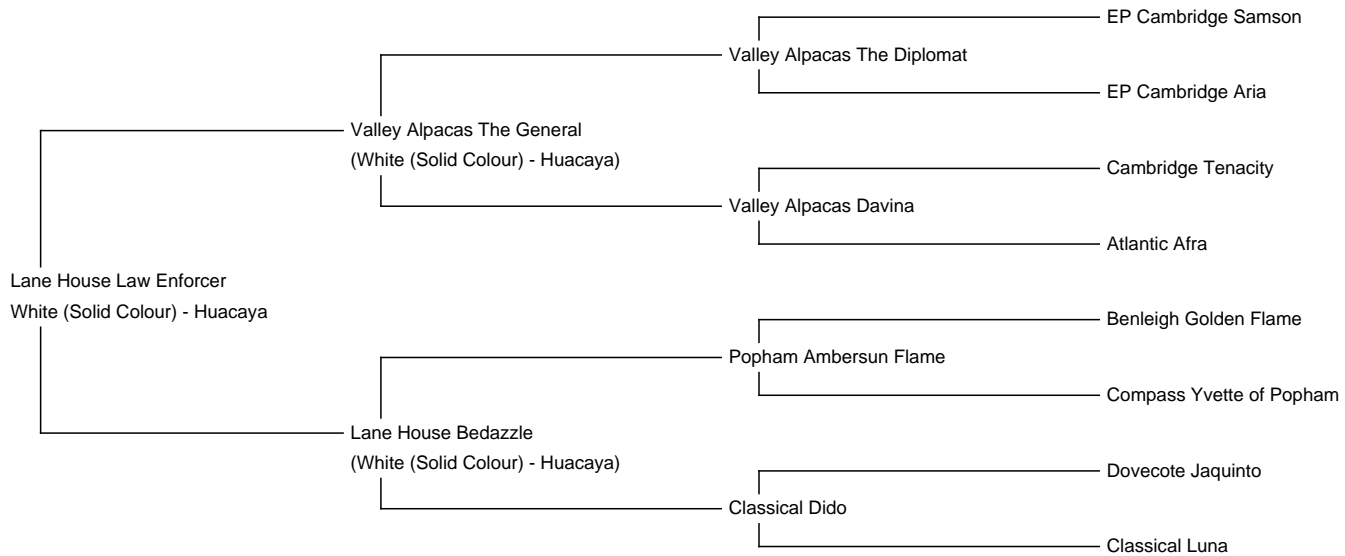 EP Cambridge Samson
Valley Alpacas The Diplomat
EP Cambridge Aria
Valley Alpacas The General
(White (Solid Colour) - Huacaya)
Cambridge Tenacity
Valley Alpacas Davina
Atlantic Afra
Lane House Law Enforcer
White (Solid Colour) - Huacaya
Benleigh Golden Flame
Popham Ambersun Flame
Compass Yvette of Popham
Lane House Bedazzle
(White (Solid Colour) - Huacaya)
Dovecote Jaquinto
Classical Dido
Classical Luna